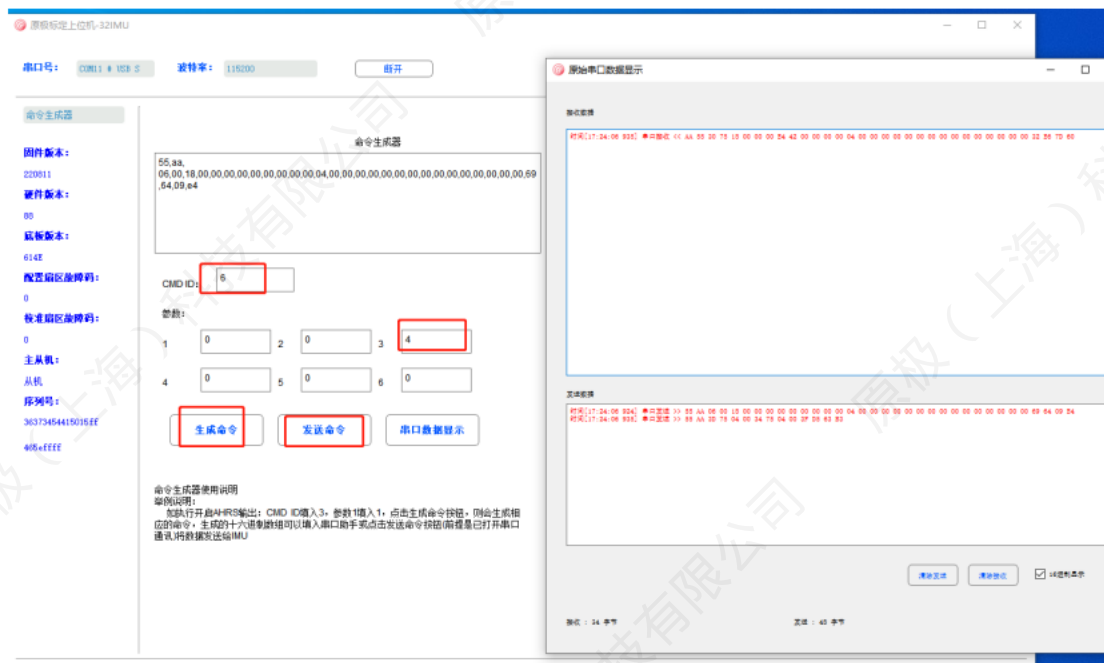 原极标定上位机-32IMU
串口号： COM11 # USB S 波特率： 115200 断开
命令生成器
固件版本：
220811
硬件版本：
88
底板版本：
614E
配置扇区故障码：
0
校准扇区故障码：
0
主从机：
从机
序列号：
36373454415015ff
465effff
命令生成器
55,aa,
06,00,18,00,00,00,00,00,00,00,00,00,04,00,00,00,00,00,00,00,00,00,00,00,00,00,00,00,69
,64,09,e4
CMD ID: 6
参数：
1 0 2 0 3 4
4 0 5 0 6 0
生成命令 发送命令 串口数据显示
命令生成器使用说明
举例说明：
如执行开启AHRS输出：CMD ID填入3，参数1填入1，点击生成命令按钮，则会生成相
应的命令，生成的十六进制数组可以填入串口助手或点击发送命令按钮(前提是已打开串口
通讯)将数据发送给IMU
原始串口数据显示
接收数据
发送数据
清除发送 清除接收 16进制显示
接收 : 34 字节 发送 :
原极（上海）科技有限公司